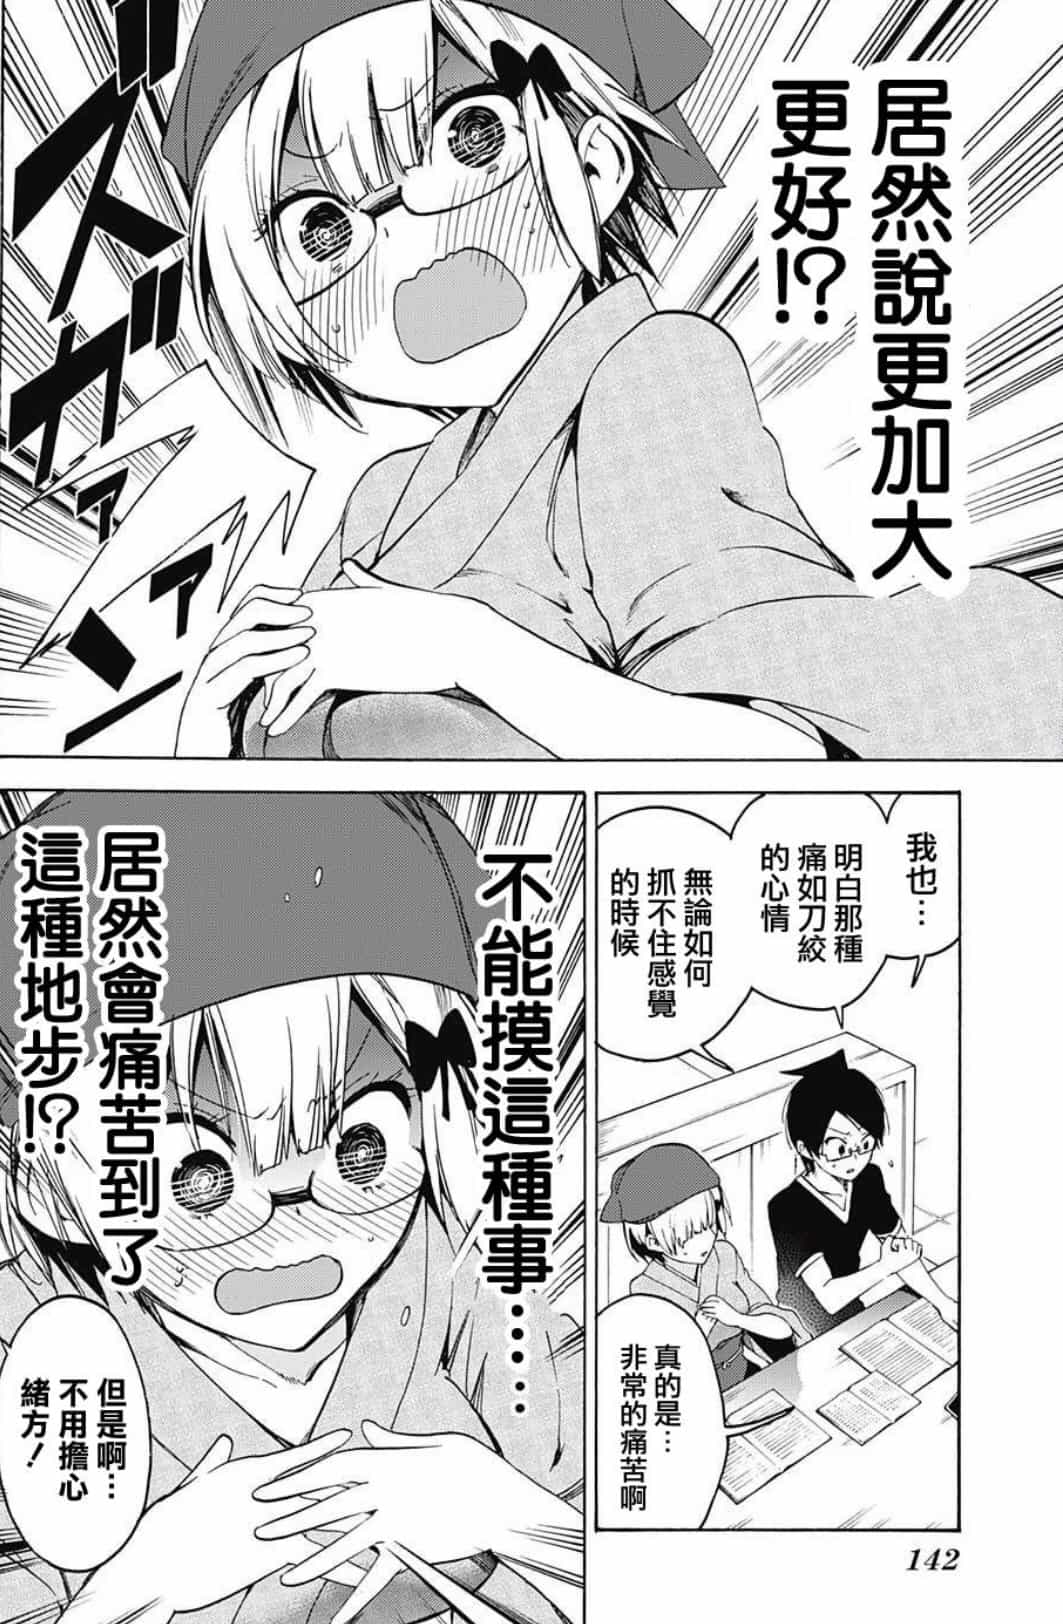 居然說更加大
更好!?
ズガァァン
我也…
明白那種
痛如刀絞
的心情
無論如何
抓不住感覺
的時候
真的是…
非常的痛苦啊
不能摸這種事……
居然會痛苦到了
這種地步!?
但是啊…
不用擔心
緒方!
142